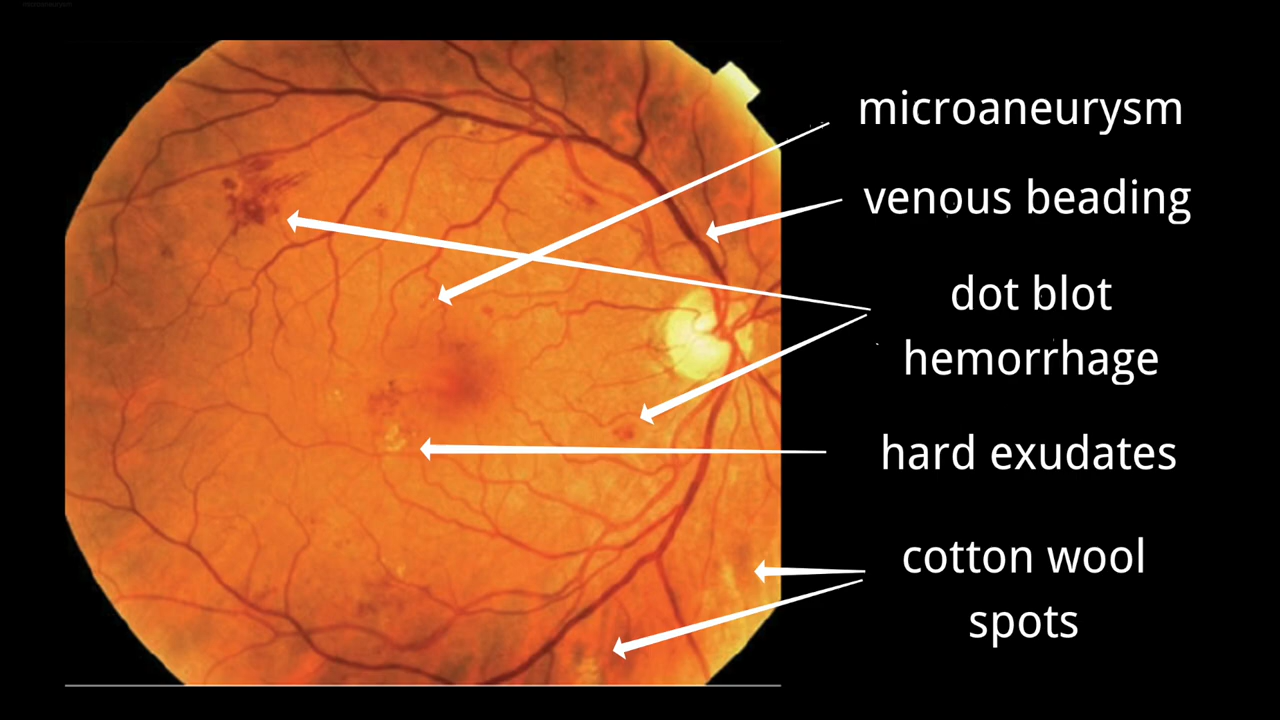 microaneurysm
venous beading
dot blot
hemorrhage
hard exudates
cotton wool
spots